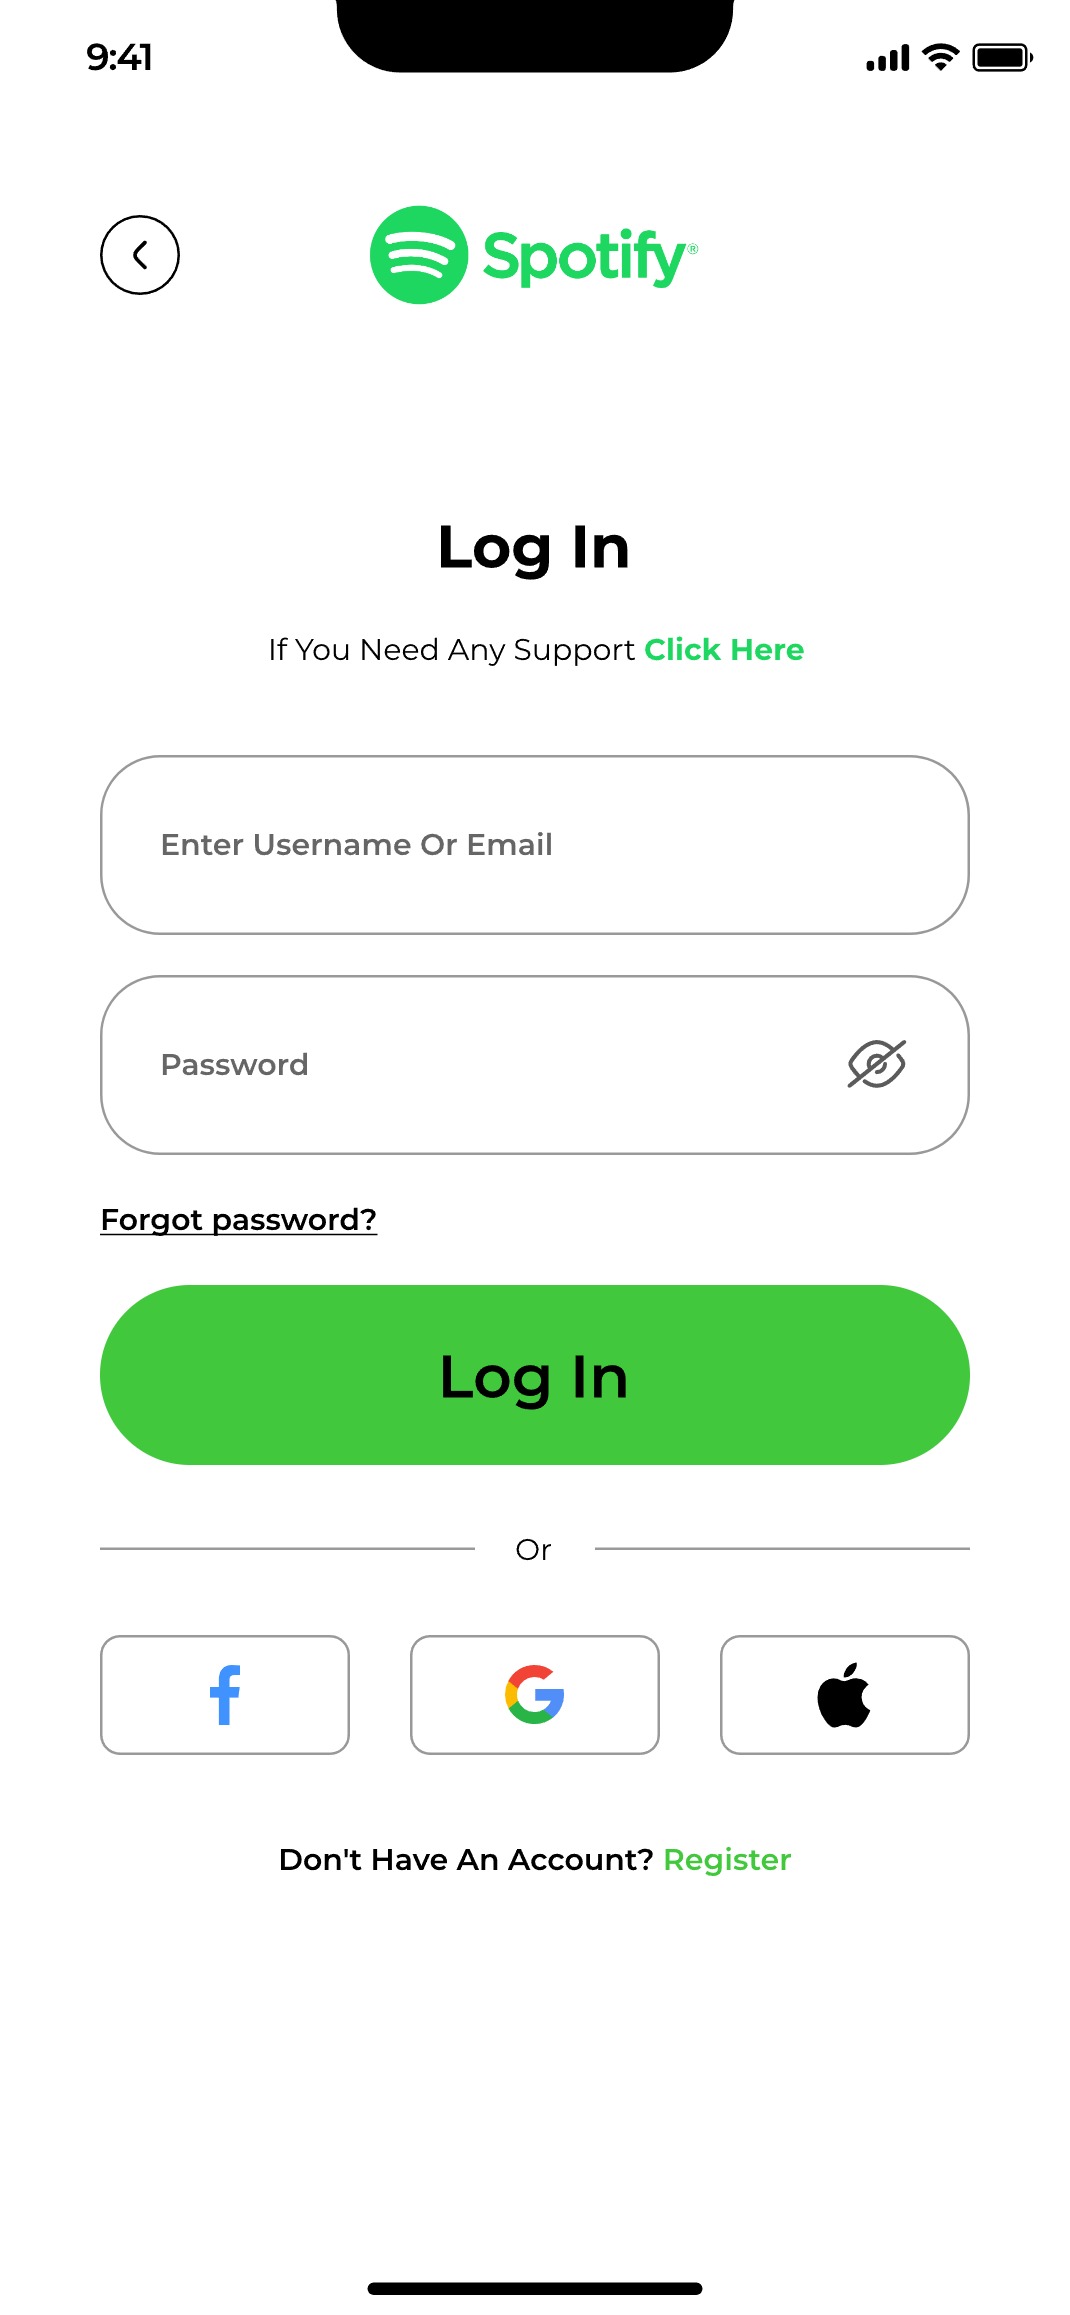 9:41
Spotify®
Log In
If You Need Any Support Click Here
Enter Username Or Email
Password
Forgot password?
Log In
Or
Don't Have An Account? Register